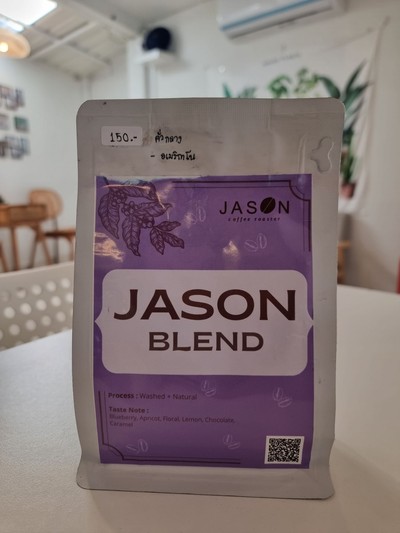 150.-
คั่วกลาง
- อเมริกาโน
JASON
coffee roaster
JASON
BLEND
Process : Washed + Natural
Taste Note :
Blueberry, Apricot, Floral, Lemon, Chocolate,
Caramel